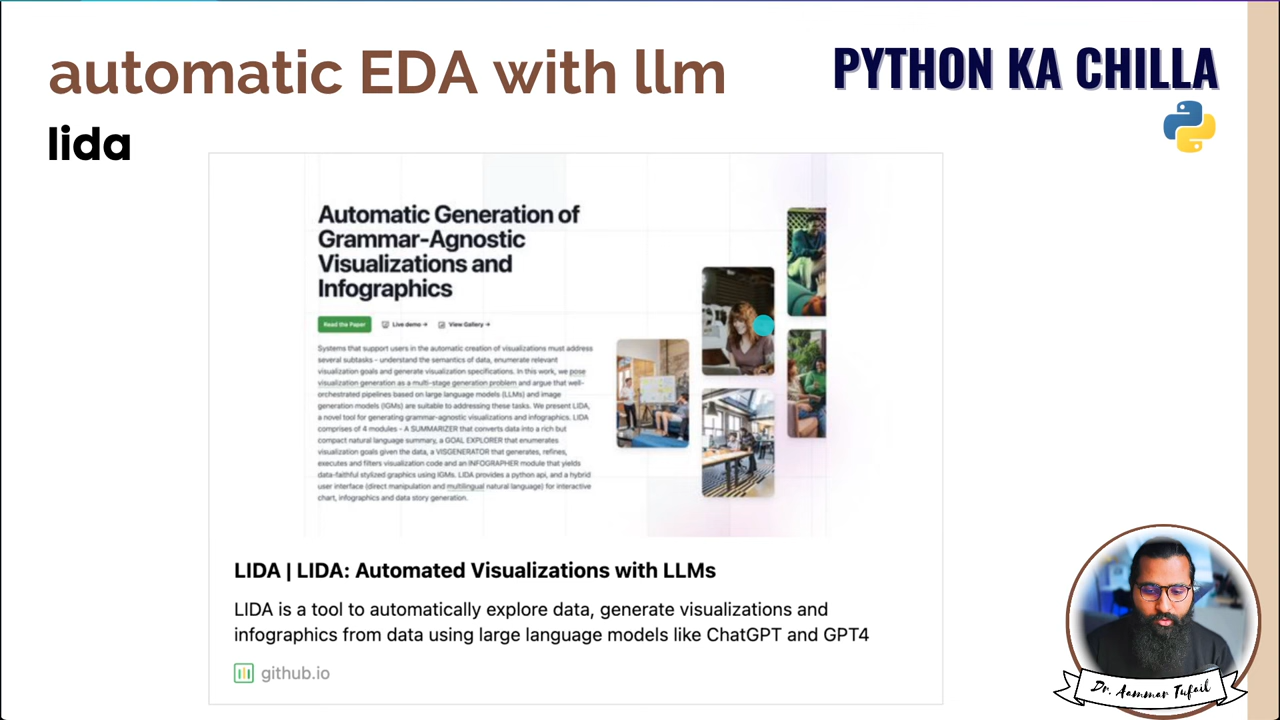 automatic EDA with llm
PYTHON KA CHILLA
lida
Automatic Generation of
Grammar-Agnostic
Visualizations and
Infographics
Read the Paper
Live demo →
View Gallery →
Systems that support users in the automatic creation of visualizations must address
several subtasks - understand the semantics of data, enumerate relevant
visualization goals and generate visualization specifications. In this work, we pose
visualization generation as a multi-stage generation problem and argue that well-
orchestrated pipelines based on large language models (LLMs) and image
generation models (IGMs) are suitable to addressing these tasks. We present LIDA,
a novel tool for generating grammar-agnostic visualizations and infographics. LIDA
comprises of 4 modules - A SUMMARIZER that converts data into a rich but
compact natural language summary, a GOAL EXPLORER that enumerates
visualization goals given the data, a VISGENERATOR that generates, refines,
executes and filters visualization code and an INFOGRAPHER module that yields
data-faithful stylized graphics using IGMs. LIDA provides a python api, and a hybrid
user interface (direct manipulation and multilingual natural language) for interactive
chart, infographics and data story generation.
LIDA | LIDA: Automated Visualizations with LLMs
LIDA is a tool to automatically explore data, generate visualizations and
infographics from data using large language models like ChatGPT and GPT4
github.io
Dr. Aammar Tufail